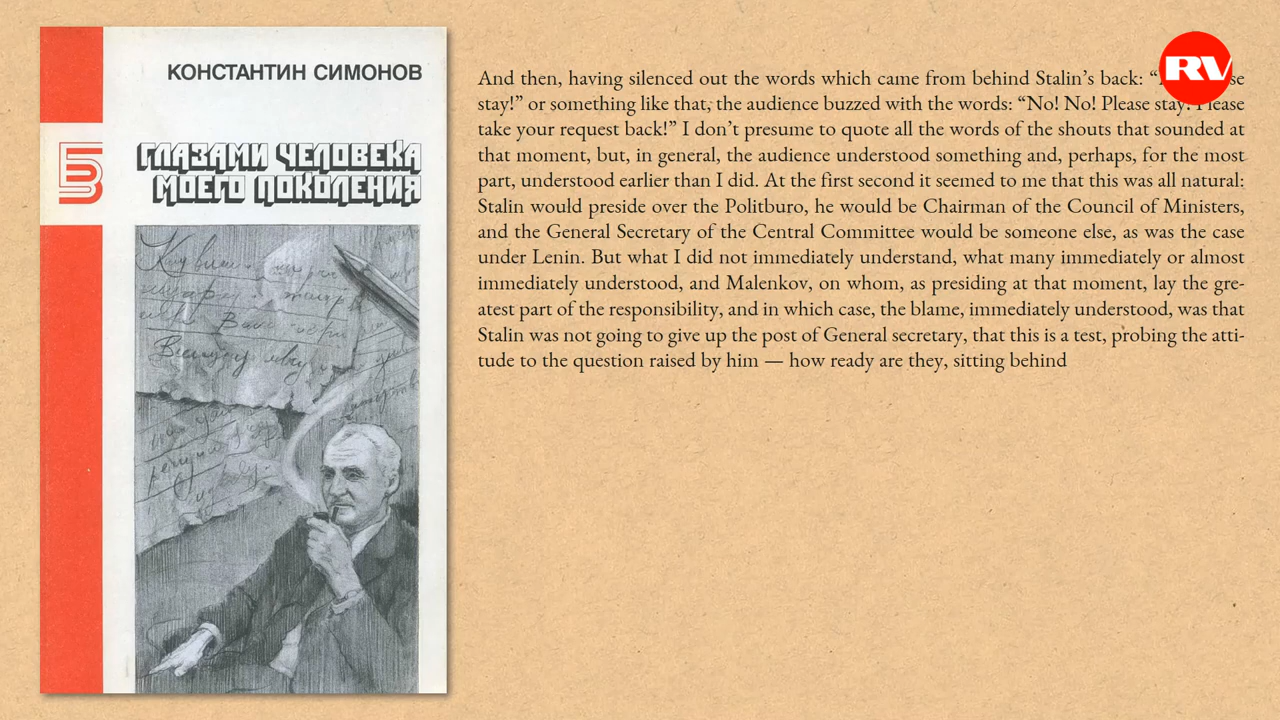 КОНСТАНТИН СИМОНОВ
ГЛАЗАМИ ЧЕЛОВЕКА
МОЕГО ПОКОЛЕНИЯ
And then, having silenced out the words which came from behind Stalin's back: “
stay!” or something like that, the audience buzzed with the words: “No! No! Please stay! Please
take your request back!” I don’t presume to quote all the words of the shouts that sounded at
that moment, but, in general, the audience understood something and, perhaps, for the most
part, understood earlier than I did. At the first second it seemed to me that this was all natural:
Stalin would preside over the Politburo, he would be Chairman of the Council of Ministers,
and the General Secretary of the Central Committee would be someone else, as was the case
under Lenin. But what I did not immediately understand, what many immediately or almost
immediately understood, and Malenkov, on whom, as presiding at that moment, lay the gre-
atest part of the responsibility, and in which case, the blame, immediately understood, was that
Stalin was not going to give up the post of General secretary, that this is a test, probing the atti-
tude to the question raised by him — how ready are they, sitting behind
RV